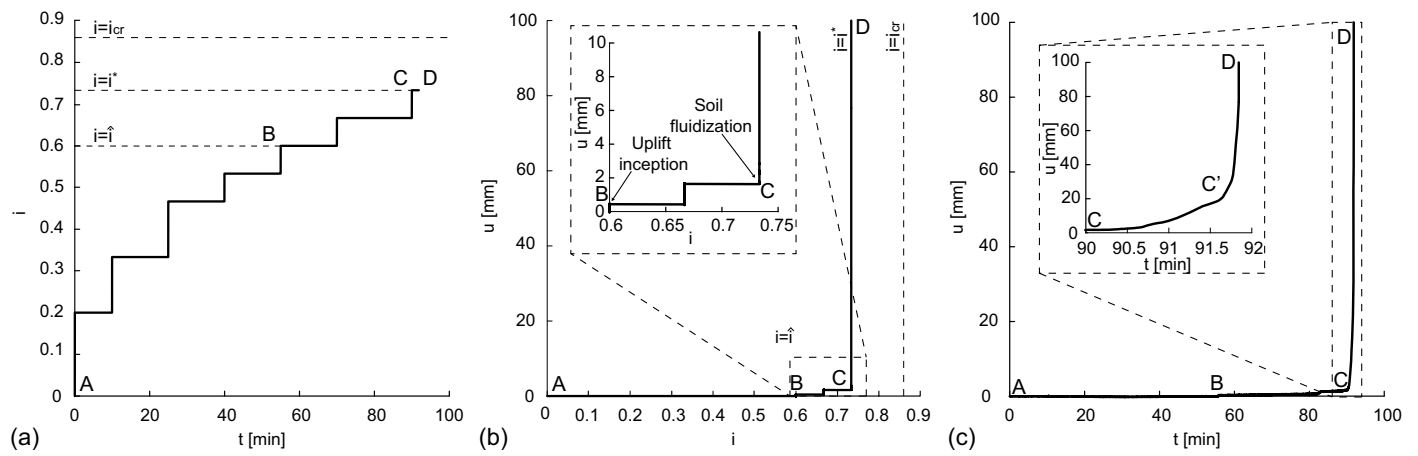 0.9
0.8
0.7
0.6
0.5
0.4
0.3
0.2
0.1
0
i
i=icr
i=i*
i=î
A
B
C D
0 20 40 60 80 100
t [min]
(a)
100
80
60
40
20
0
u [mm]
10
8
6
4
2
0
u [mm]
Uplift
inception
Soil
fluidization
B
C
0.6 0.65 0.7 0.75
i
i=i*
D
i=icr
i=î
A
B
C
0 0.1 0.2 0.3 0.4 0.5 0.6 0.7 0.8 0.9
i
(b)
100
80
60
40
20
0
u [mm]
D
100
80
60
40
20
0
u [mm]
D
C'
C
90 90.5 91 91.5 92
t [min]
A
B
C
0 20 40 60 80 100
t [min]
(c)